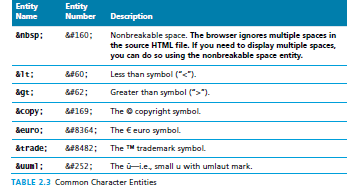 Entity Name Entity Number Description
&nbsp; &#160; Nonbreakable space. The browser ignores multiple spaces in
the source HTML file. If you need to display multiple spaces,
you can do so using the nonbreakable space entity.
&lt; &#60; Less than symbol (“<”).
&gt; &#62; Greater than symbol (“>”).
&copy; &#169; The © copyright symbol.
&euro; &#8364; The € euro symbol.
&trade; &#8482; The ™ trademark symbol.
&uuml; &#252; The ü—i.e., small u with umlaut mark.
TABLE 2.3 Common Character Entities